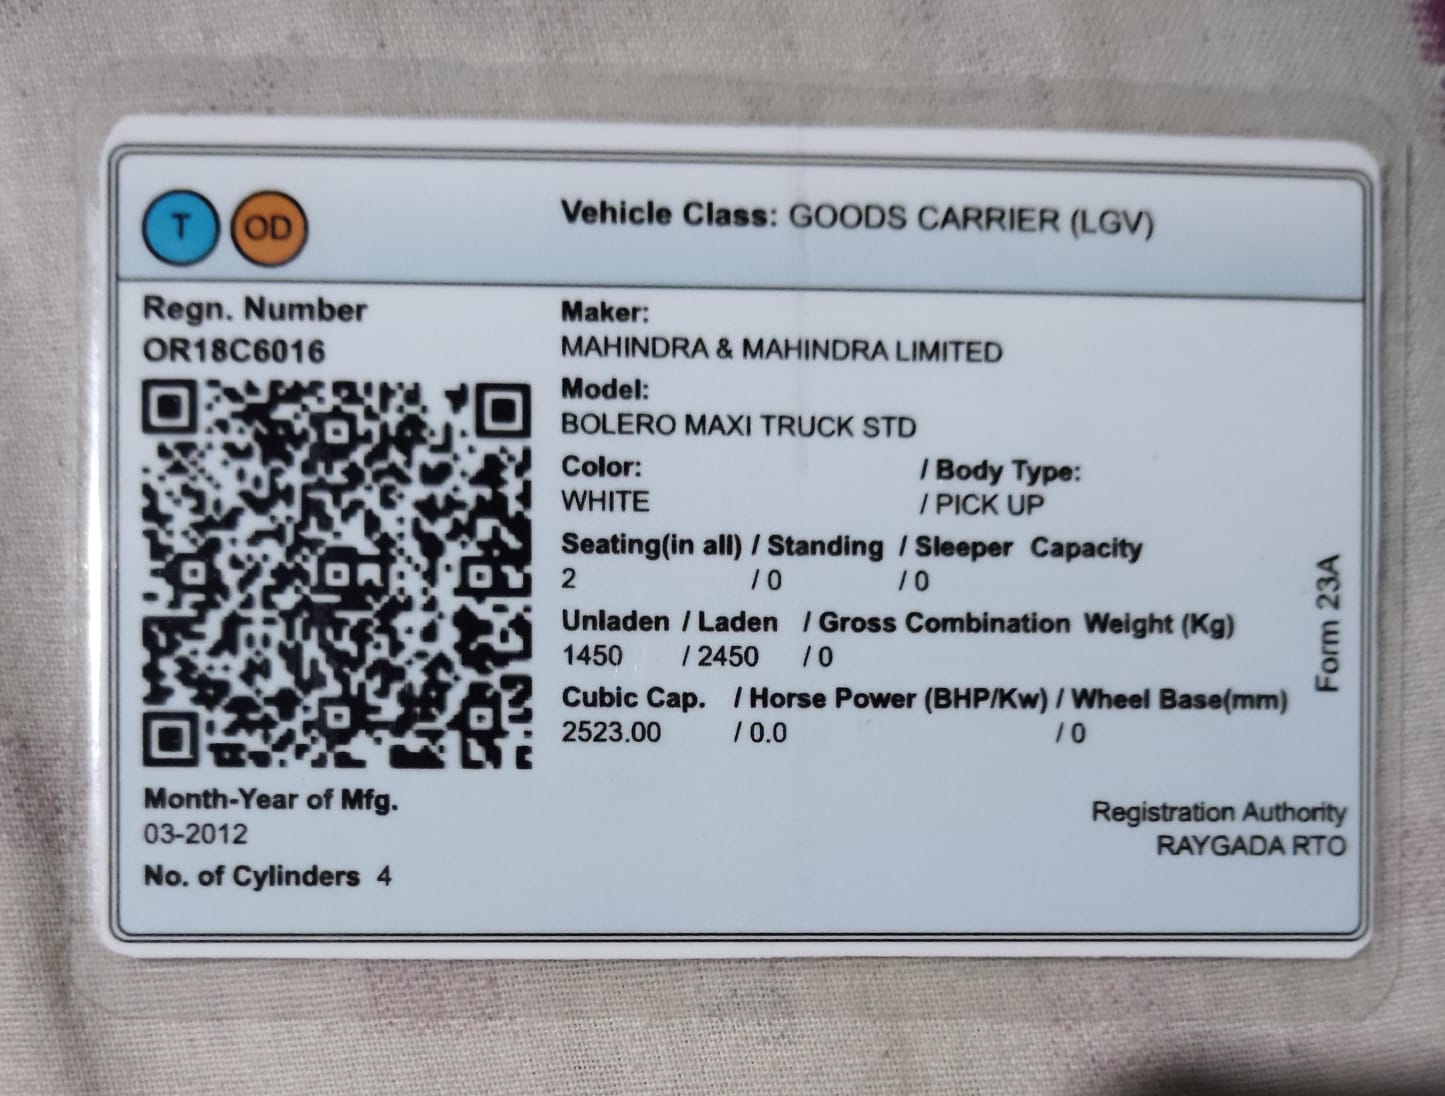 T OD
Vehicle Class: GOODS CARRIER (LGV)
Regn. Number
OR18C6016
Month-Year of Mfg.
03-2012
No. of Cylinders 4
Maker:
MAHINDRA & MAHINDRA LIMITED
Model:
BOLERO MAXI TRUCK STD
Color: / Body Type:
WHITE / PICK UP
Seating(in all) / Standing / Sleeper Capacity
2 / 0 / 0
Unladen / Laden / Gross Combination Weight (Kg)
1450 / 2450 / 0
Cubic Cap. / Horse Power (BHP/Kw) / Wheel Base(mm)
2523.00 / 0.0 / 0
Form 23A
Registration Authority
RAYGADA RTO